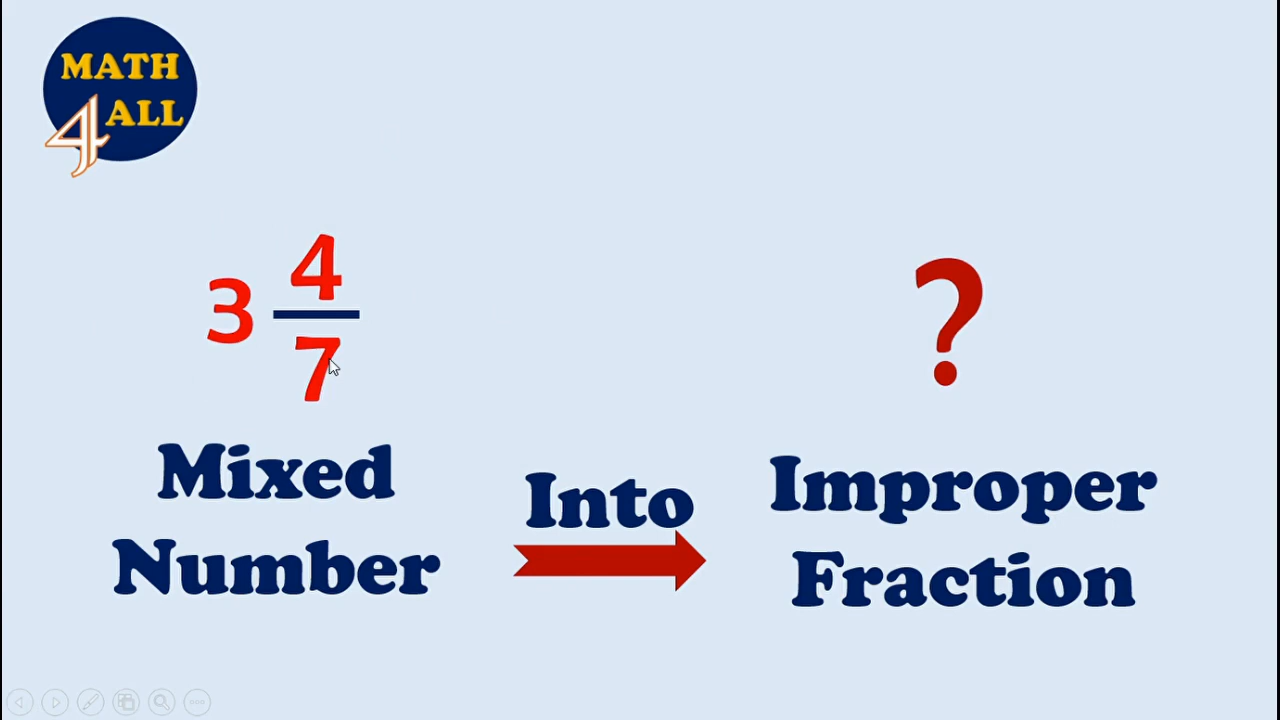 MATH
4 ALL
3 4/7
?
Mixed
Number
Into
Improper
Fraction